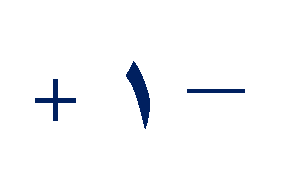 + ١ —